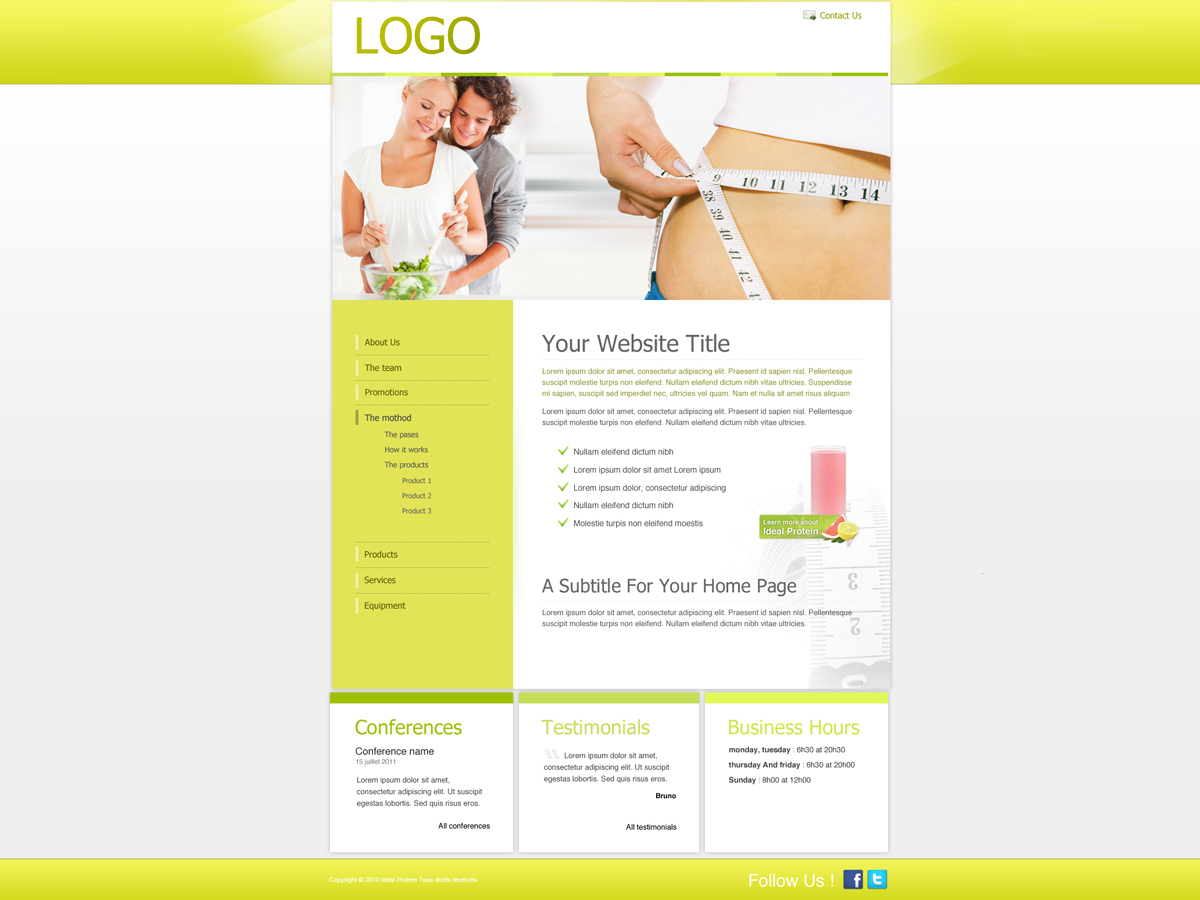 LOGO
Contact Us
9 10 11 12 13 14
38 39
About Us
The team
Promotions
The mothod
The pases
How it works
The products
Product 1
Product 2
Product 3
Products
Services
Equipment
Your Website Title
Lorem ipsum dolor sit amet, consectetur adipiscing elit. Praesent id sapien nisl. Pellentesque
suscipit molestie turpis non eleifend. Nullam eleifend dictum nibh vitae ultricies. Suspendisse
mi sapien, suscipit sed imperdiet nec, ultricies vel quam. Nam et nulla sit amet risus aliquam
Lorem ipsum dolor sit amet, consectetur adipiscing elit. Praesent id sapien nisl. Pellentesque
suscipit molestie turpis non eleifend. Nullam eleifend dictum nibh vitae ultricies.
Nullam eleifend dictum nibh
Lorem ipsum dolor sit amet Lorem ipsum
Lorem ipsum dolor, consectetur adipiscing
Nullam eleifend dictum nibh
Molestie turpis non eleifend moestis
Learn more about
Ideal Protein
3
2
A Subtitle For Your Home Page
Lorem ipsum dolor sit amet, consectetur adipiscing elit. Praesent id sapien nisl. Pellentesque
suscipit molestie turpis non eleifend. Nullam eleifend dictum nibh vitae ultricies.
Conferences
Conference name
15 juillet 2011
Lorem ipsum dolor sit amet,
consectetur adipiscing elit. Ut suscipit
egestas lobortis. Sed quis risus eros.
All conferences
Testimonials
Lorem ipsum dolor sit amet,
consectetur adipiscing elit. Ut suscipit
egestas lobortis. Sed quis risus eros.
Bruno
All testimonials
Business Hours
monday, tuesday : 6h30 at 20h30
thursday And friday : 6h30 at 20h00
Sunday : 8h00 at 12h00
Copyright © 2010 Ideal Protein Tous droits réservés
Follow Us !